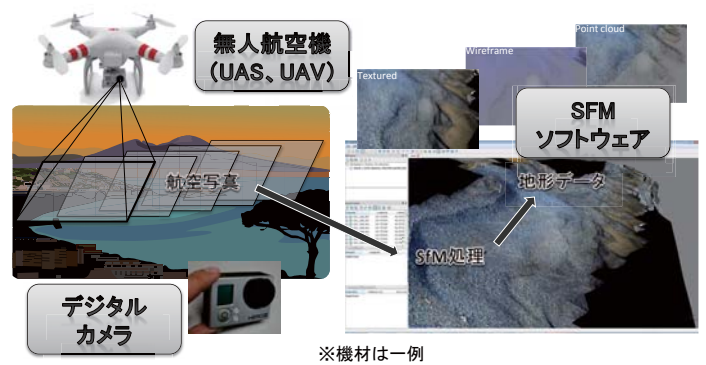 無人航空機
（UAS、UAV）
Point cloud
Wireframe
Textured
SFM
ソフトウェア
航空写真
地形データ
SfM処理
デジタル
カメラ
※機材は一例